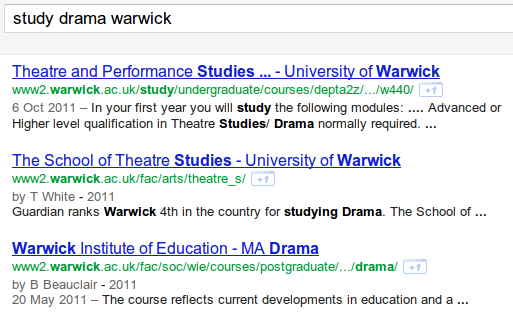 study drama warwick
Theatre and Performance Studies ... - University of Warwick
www2.warwick.ac.uk/study/undergraduate/courses/depta2z/.../w440/ +1
6 Oct 2011 – In your first year you will study the following modules: .... Advanced or
Higher level qualification in Theatre Studies/ Drama normally required. ...
The School of Theatre Studies - University of Warwick
www2.warwick.ac.uk/fac/arts/theatre_s/ +1
by T White - 2011
Guardian ranks Warwick 4th in the country for studying Drama. The School of ...
Warwick Institute of Education - MA Drama
www2.warwick.ac.uk/fac/soc/wie/courses/postgraduate/.../drama/ +1
by B Beauclair - 2011
20 May 2011 – The course reflects current developments in education and a ...